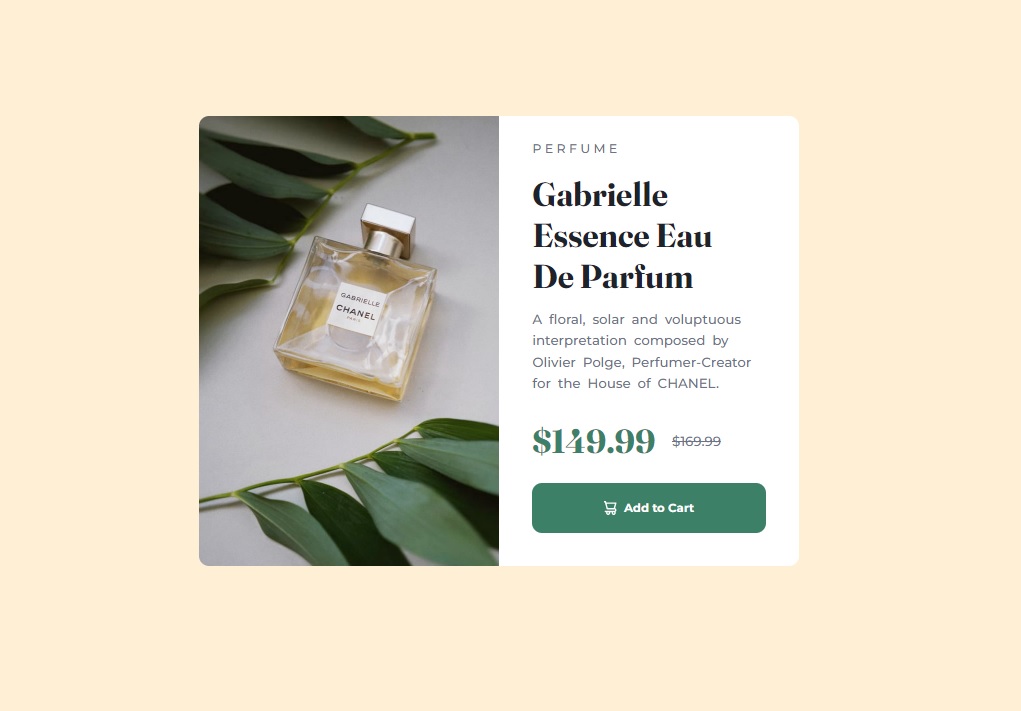 GABRIELLE
CHANEL
PARIS
PERFUME
Gabrielle
Essence Eau
De Parfum
A floral, solar and voluptuous
interpretation composed by
Olivier Polge, Perfumer-Creator
for the House of CHANEL.
$149.99 $169.99
Add to Cart